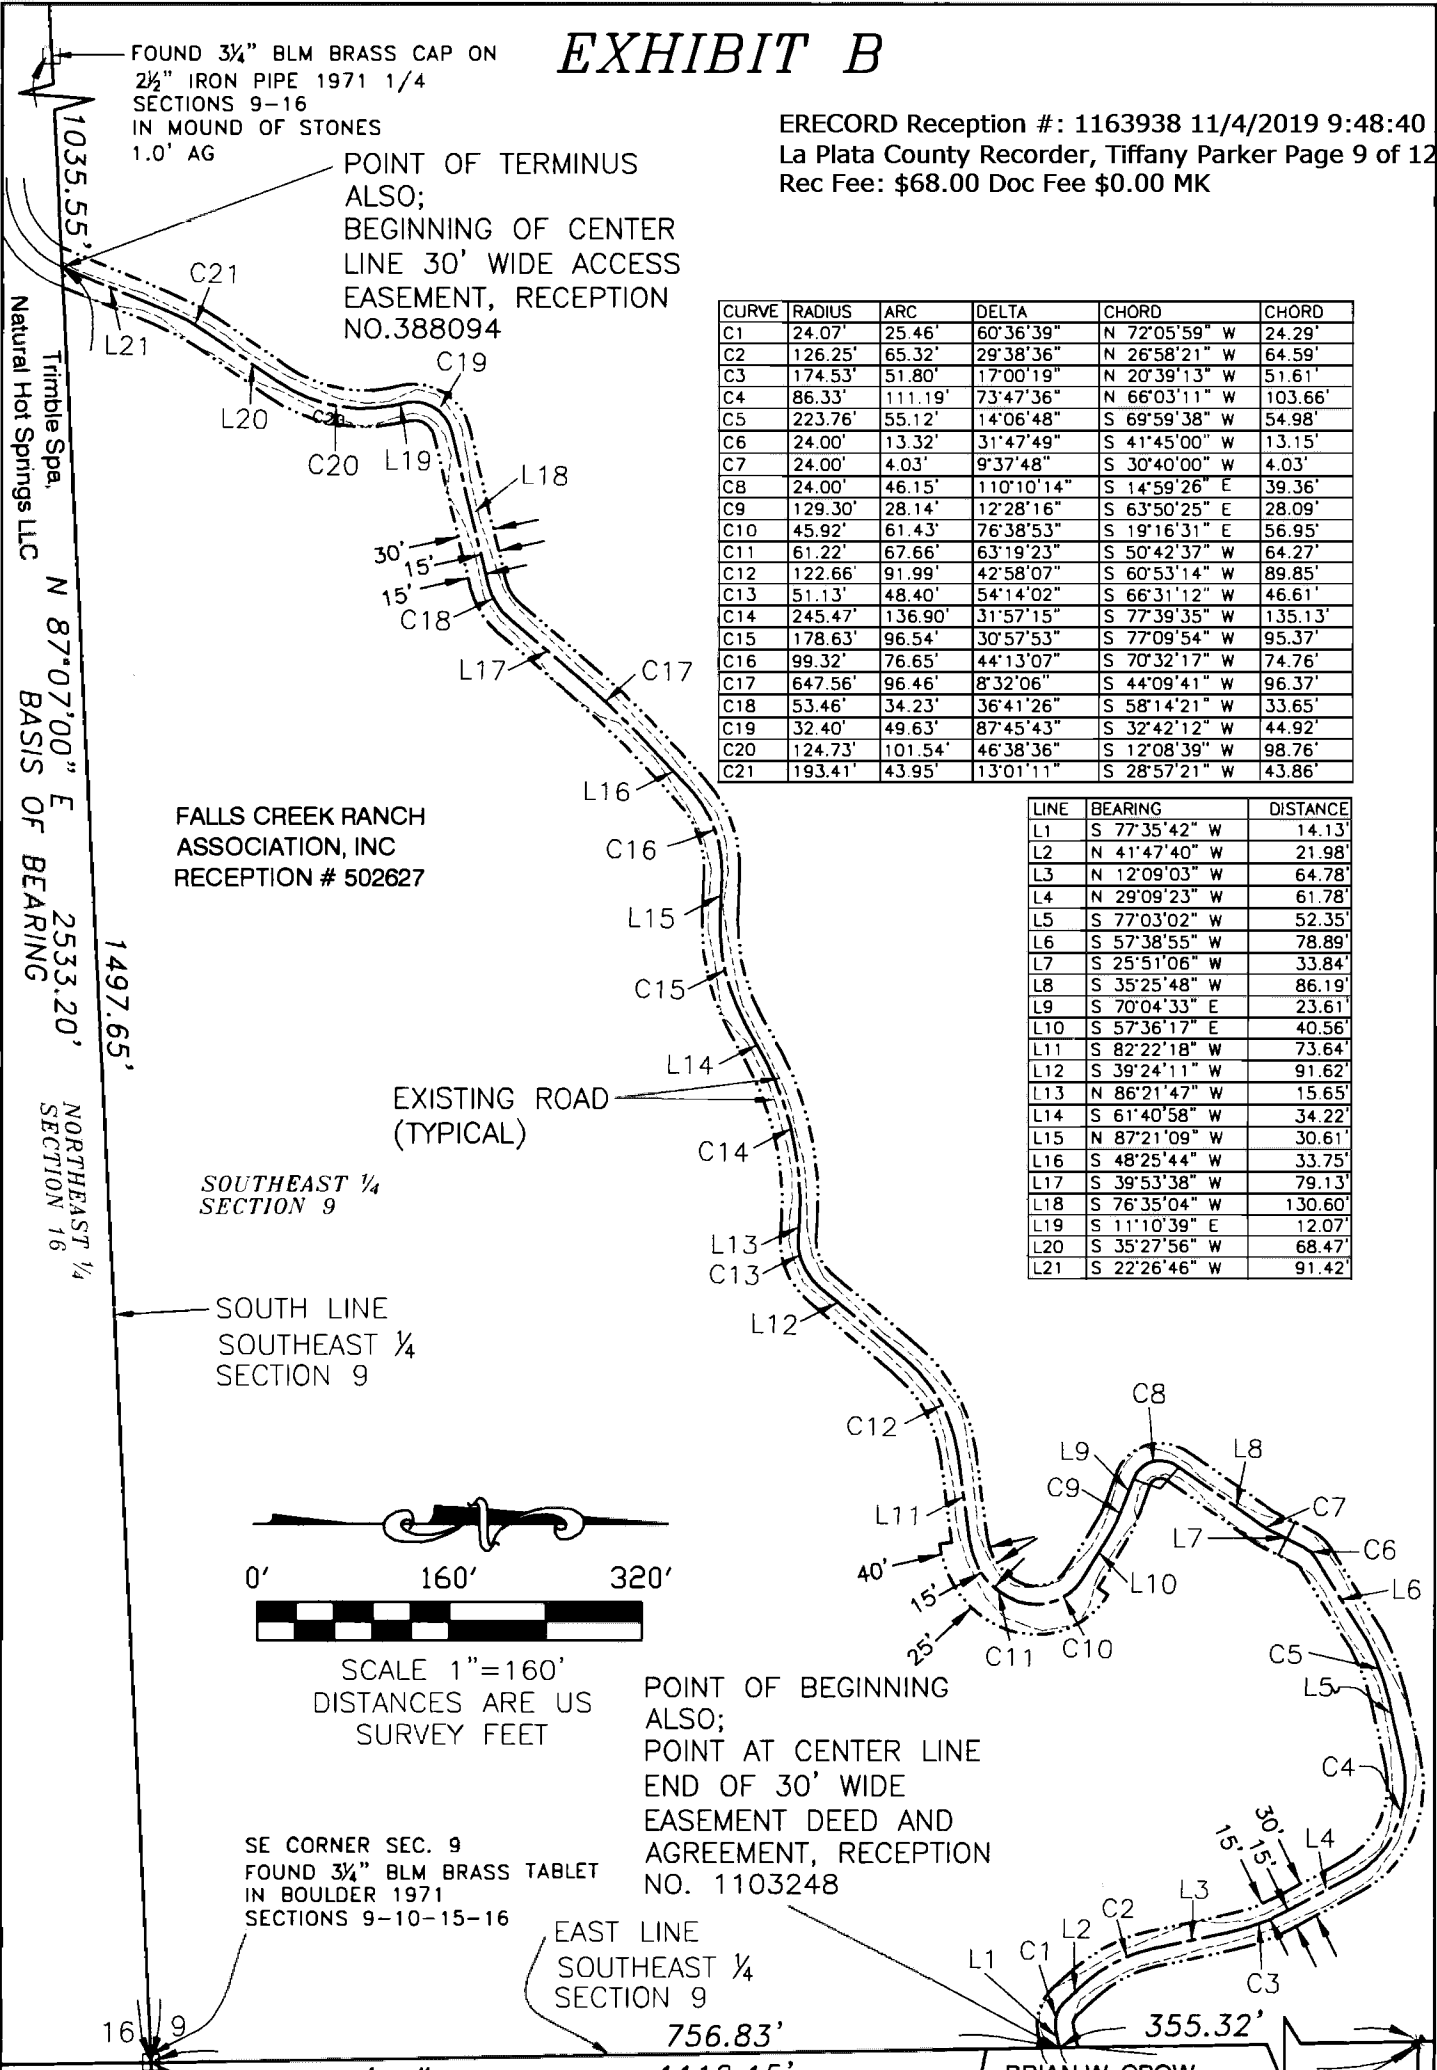 EXHIBIT B
FOUND 3¼" BLM BRASS CAP ON
2½" IRON PIPE 1971 1/4
SECTIONS 9-16
IN MOUND OF STONES
1.0' AG
ERECORD Reception #: 1163938 11/4/2019 9:48:40
La Plata County Recorder, Tiffany Parker Page 9 of 12
Rec Fee: $68.00 Doc Fee $0.00 MK
1035.55'
POINT OF TERMINUS
ALSO;
BEGINNING OF CENTER
LINE 30' WIDE ACCESS
EASEMENT, RECEPTION
NO.388094
CURVE RADIUS ARC DELTA CHORD CHORD
C1 24.07' 25.46' 60°36'39" N 72°05'59" W 24.29'
C2 126.25' 65.32' 29°38'36" N 26°58'21" W 64.59'
C3 174.53' 51.80' 17°00'19" N 20°39'13" W 51.61'
C4 86.33' 111.19' 73°47'36" N 66°03'11" W 103.66'
C5 223.76' 55.12' 14°06'48" S 69°59'38" W 54.98'
C6 24.00' 13.32' 31°47'49" S 41°45'00" W 13.15'
C7 24.00' 4.03' 9°37'48" S 30°40'00" W 4.03'
C8 24.00' 46.15' 110°10'14" S 14°59'26" E 39.36'
C9 129.30' 28.14' 12°28'16" S 63°50'25" E 28.09'
C10 45.92' 61.43' 76°38'53" S 19°16'31" E 56.95'
C11 61.22' 67.66' 63°19'23" S 50°42'37" W 64.27'
C12 122.66' 91.99' 42°58'07" S 60°53'14" W 89.85'
C13 51.13' 48.40' 54°14'02" S 66°31'12" W 46.61'
C14 245.47' 136.90' 31°57'15" S 77°39'35" W 135.13'
C15 178.63' 96.54' 30°57'53" S 77°09'54" W 95.37'
C16 99.32' 76.65' 44°13'07" S 70°32'17" W 74.76'
C17 647.56' 96.46' 8°32'06" S 44°09'41" W 96.37'
C18 53.46' 34.23' 36°41'26" S 58°14'21" W 33.65'
C19 32.40' 49.63' 87°45'43" S 32°42'12" W 44.92'
C20 124.73' 101.54' 46°38'36" S 12°08'39" W 98.76'
C21 193.41' 43.95' 13°01'11" S 28°57'21" W 43.86'
LINE BEARING DISTANCE
L1 S 77°35'42" W 14.13'
L2 N 41°47'40" W 21.98'
L3 N 12°09'03" W 64.78'
L4 N 29°09'23" W 61.78'
L5 S 77°03'02" W 52.35'
L6 S 57°38'55" W 78.89'
L7 S 25°51'06" W 33.84'
L8 S 35°25'48" W 86.19'
L9 S 70°04'33" E 23.61'
L10 S 57°36'17" E 40.56'
L11 S 82°22'18" W 73.64'
L12 S 39°24'11" W 91.62'
L13 N 86°21'47" W 15.65'
L14 S 61°40'58" W 34.22'
L15 N 87°21'09" W 30.61'
L16 S 48°25'44" W 33.75'
L17 S 39°53'38" W 79.13'
L18 S 76°35'04" W 130.60'
L19 S 11°10'39" E 12.07'
L20 S 35°27'56" W 68.47'
L21 S 22°26'46" W 91.42'
C21
L21
C19
L20
C20
C20
L19
L18
30'
15'
15'
C18
L17
C17
L16
C16
L15
C15
L14
Trimble Spa,
Natural Hot Springs LLC
N 87°07'00" E 2533.20'
BASIS OF BEARING
1497.65'
FALLS CREEK RANCH
ASSOCIATION, INC
RECEPTION # 502627
EXISTING ROAD
(TYPICAL)
C14
SOUTHEAST ¼
SECTION 9
NORTHEAST ¼
SECTION 16
L13
C13
L12
SOUTH LINE
SOUTHEAST ¼
SECTION 9
C12
C8
L9
L8
C9
C7
L11
L7
C6
40'
L10
L6
15'
25'
C11
C10
C5
L5
C4
0' 160' 320'
SCALE 1"=160'
DISTANCES ARE US
SURVEY FEET
POINT OF BEGINNING
ALSO;
POINT AT CENTER LINE
END OF 30' WIDE
EASEMENT DEED AND
AGREEMENT, RECEPTION
NO. 1103248
30'
15'
15'
L4
L3
C2
L2
C1
L1
C3
SE CORNER SEC. 9
FOUND 3¼" BLM BRASS TABLET
IN BOULDER 1971
SECTIONS 9-10-15-16
EAST LINE
SOUTHEAST ¼
SECTION 9
16 9
756.83'
355.32'